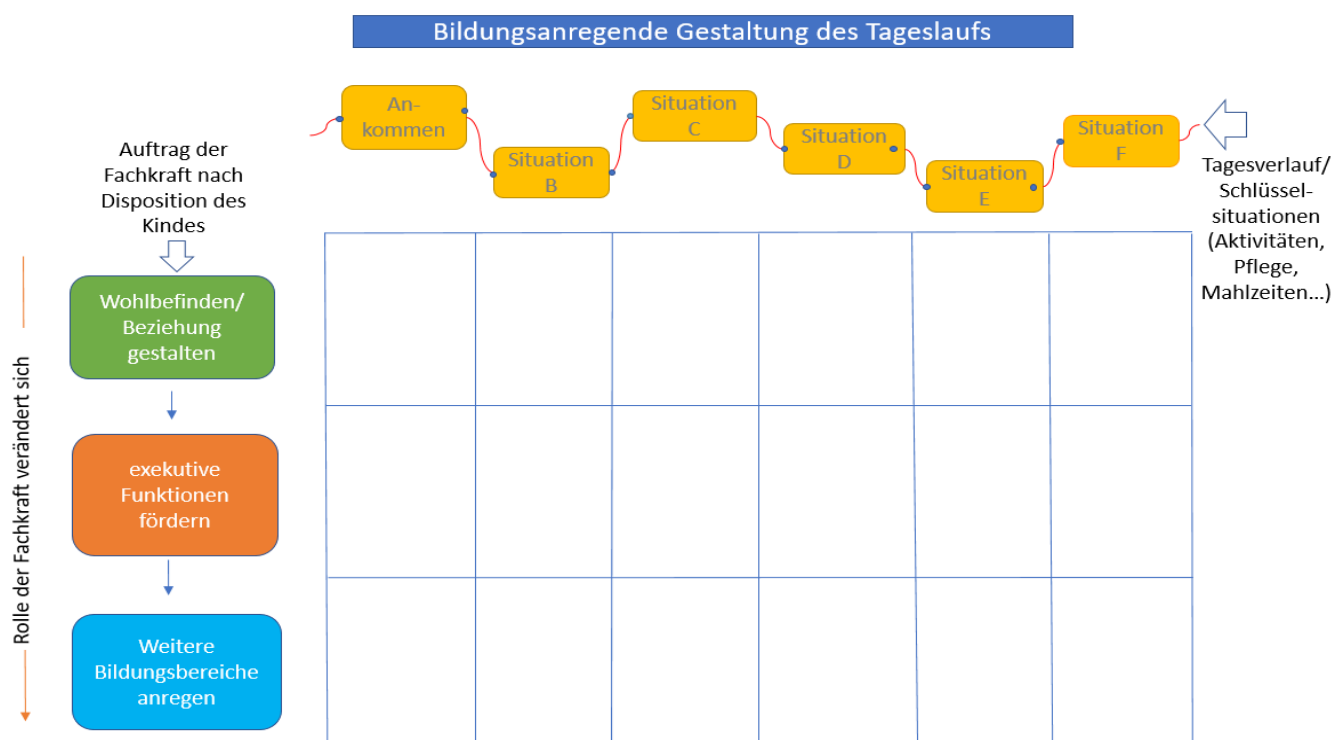 Bildungsanregende Gestaltung des Tageslaufs
An-
kommen
Situation
B
Situation
C
Situation
D
Situation
E
Situation
F
Tagesverlauf/
Schlüssel-
situationen
(Aktivitäten,
Pflege,
Mahlzeiten...)
Auftrag der
Fachkraft nach
Disposition des
Kindes
Rolle der Fachkraft verändert sich
Wohlbefinden/
Beziehung
gestalten
exekutive
Funktionen
fördern
Weitere
Bildungsbereiche
anregen